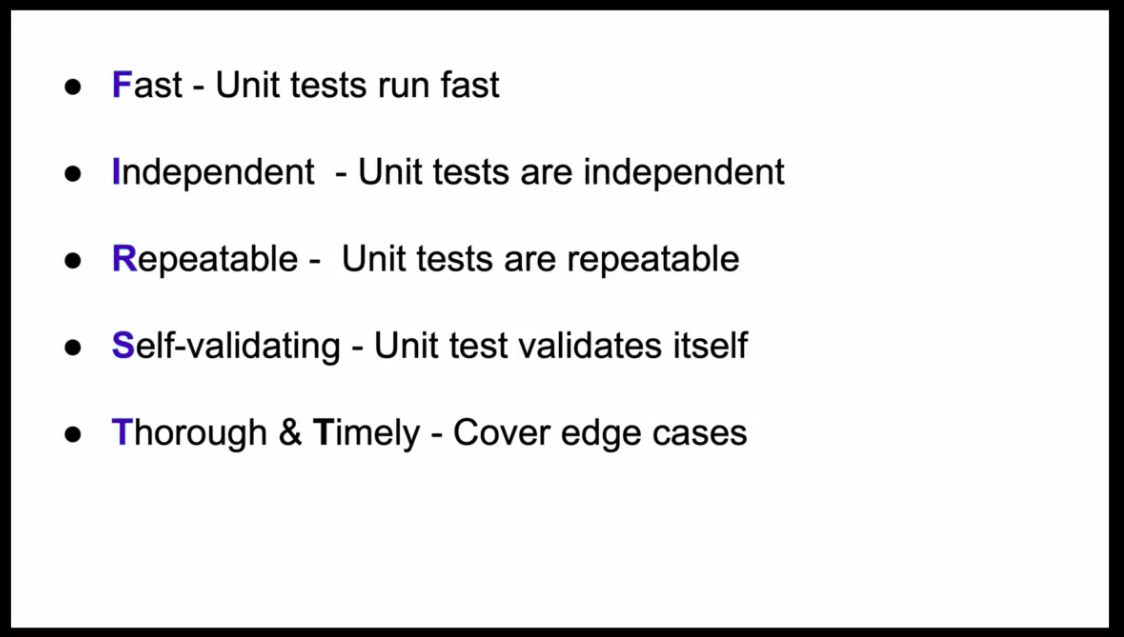 ● Fast - Unit tests run fast
● Independent  - Unit tests are independent
● Repeatable -  Unit tests are repeatable
● Self-validating - Unit test validates itself
● Thorough & Timely - Cover edge cases